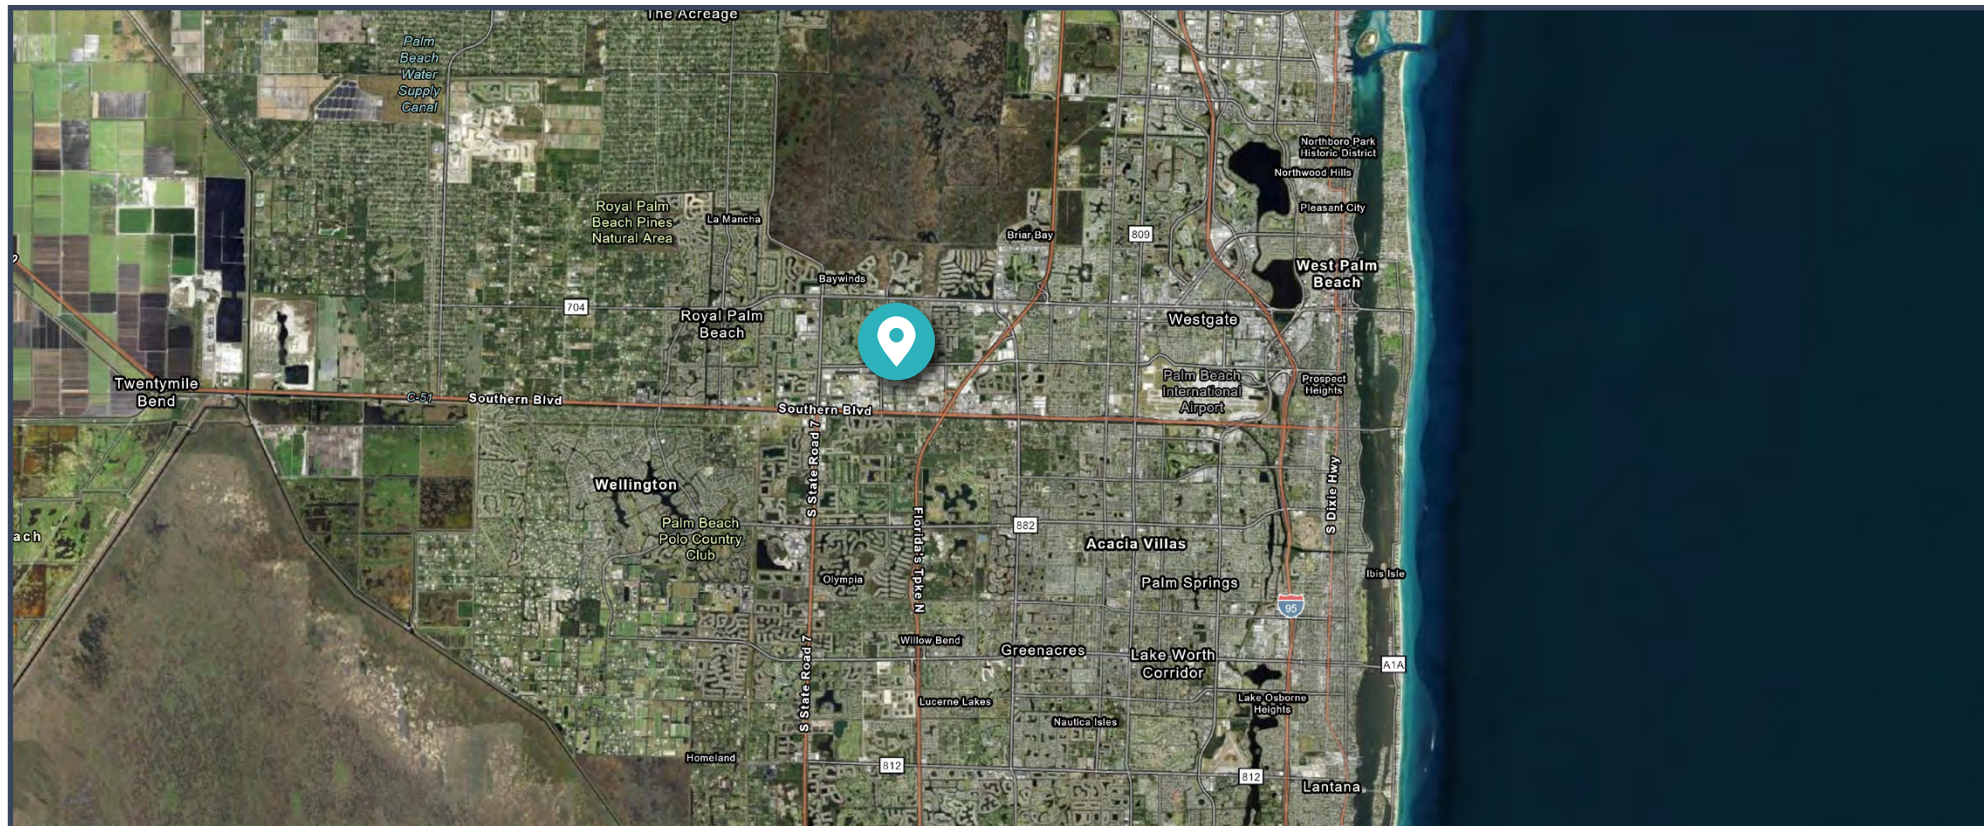 The Acreage
Palm
Beach
Water
Supply
Canal
Northboro Park
Historic District
Northwood Hills
Royal Palm
Beach Pines
Natural Area
La Mancha
Pleasant City
Briar Bay
809
West Palm
Beach
Baywinds
704
Royal Palm
Beach
Westgate
Twentymile
Bend
C-51
Southern Blvd
Southern Blvd
Palm Beach
International
Airport
Prospect
Heights
S State Road 7
Wellington
S Dixie Hwy
Palm Beach
Polo Country
Club
Florida's Tpke N
882
ach
Acacia Villas
Olympia
Palm Springs
Ibis Isle
95
Willow Bend
Greenacres
Lake Worth
Corridor
A1A
S State Road 7
Lucerne Lakes
Lake Osborne
Heights
Nautica Isles
Homeland
812
812
Lantana